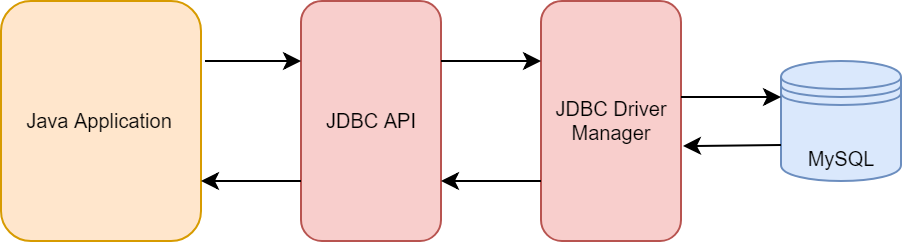 Java Application
JDBC API
JDBC Driver
Manager
MySQL